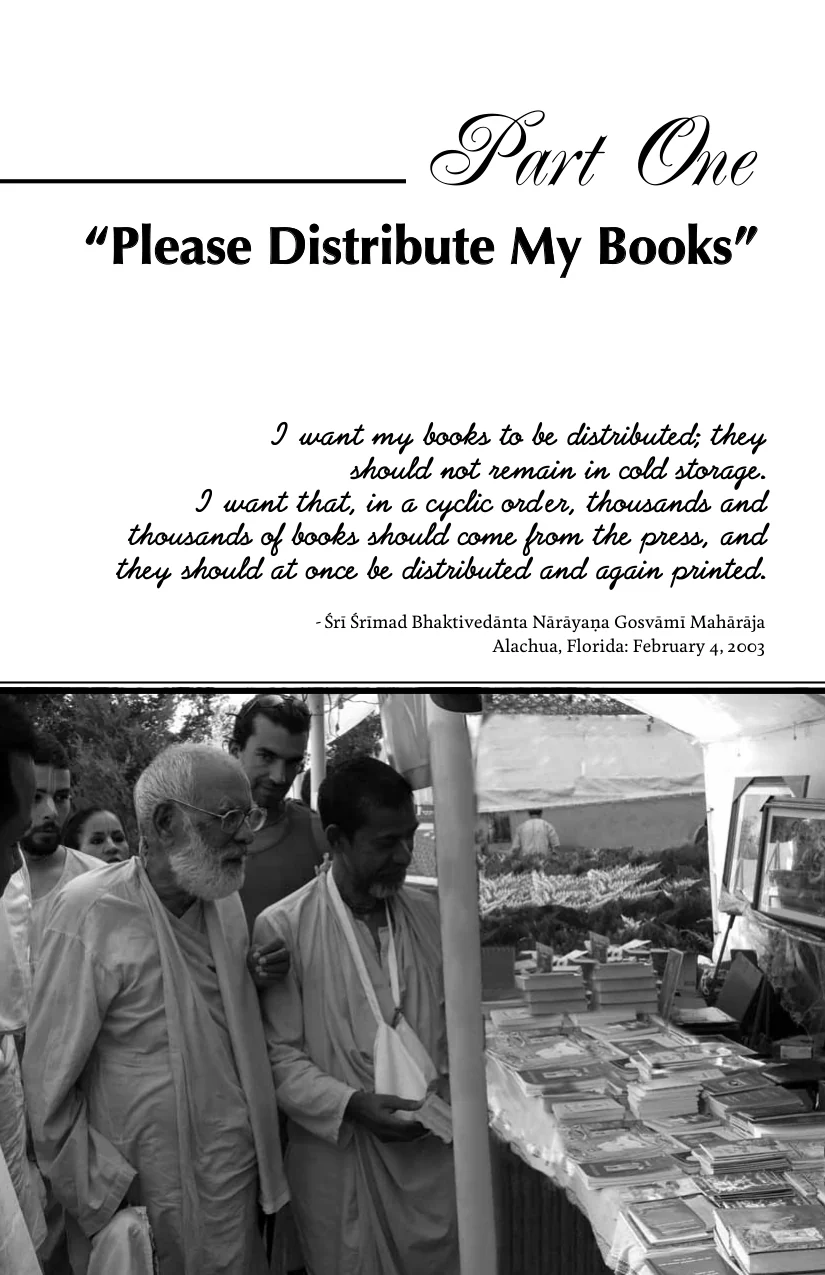 Part One
“Please Distribute My Books”
I want my books to be distributed; they
should not remain in cold storage.
I want that, in a cyclic order, thousands and
thousands of books should come from the press, and
they should at once be distributed and again printed.
- Śrī Śrīmad Bhaktivedānta Nārāyaṇa Gosvāmī Mahārāja
Alachua, Florida: February 4, 2003